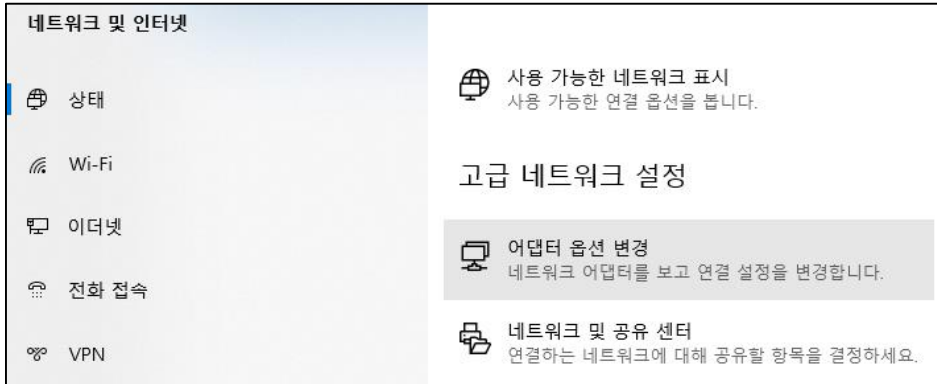 네트워크 및 인터넷
상태
Wi-Fi
이더넷
전화 접속
VPN
사용 가능한 네트워크 표시
사용 가능한 연결 옵션을 봅니다.
고급 네트워크 설정
어댑터 옵션 변경
네트워크 어댑터를 보고 연결 설정을 변경합니다.
네트워크 및 공유 센터
연결하는 네트워크에 대해 공유할 항목을 결정하세요.